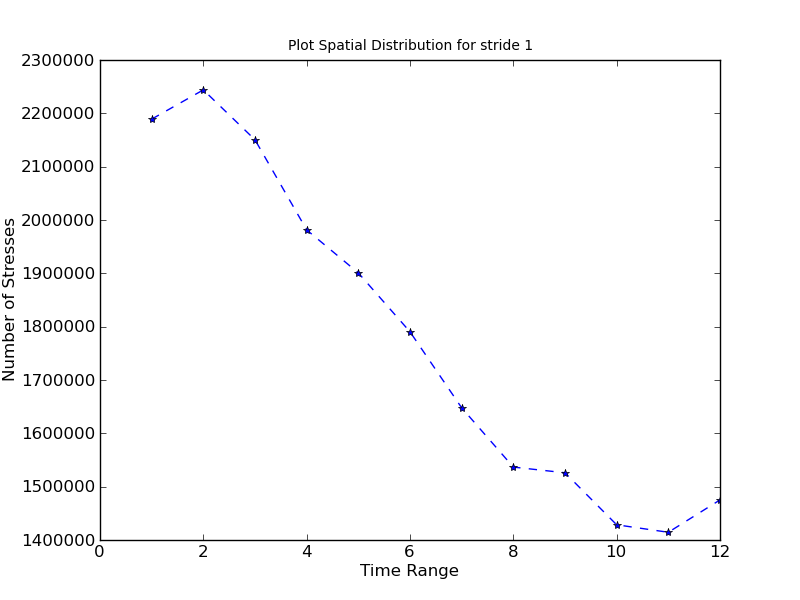 Plot Spatial Distribution for stride 1
2300000
2200000
2100000
2000000
1900000
1800000
1700000
1600000
1500000
1400000
Number of Stresses
0 2 4 6 8 10 12
Time Range